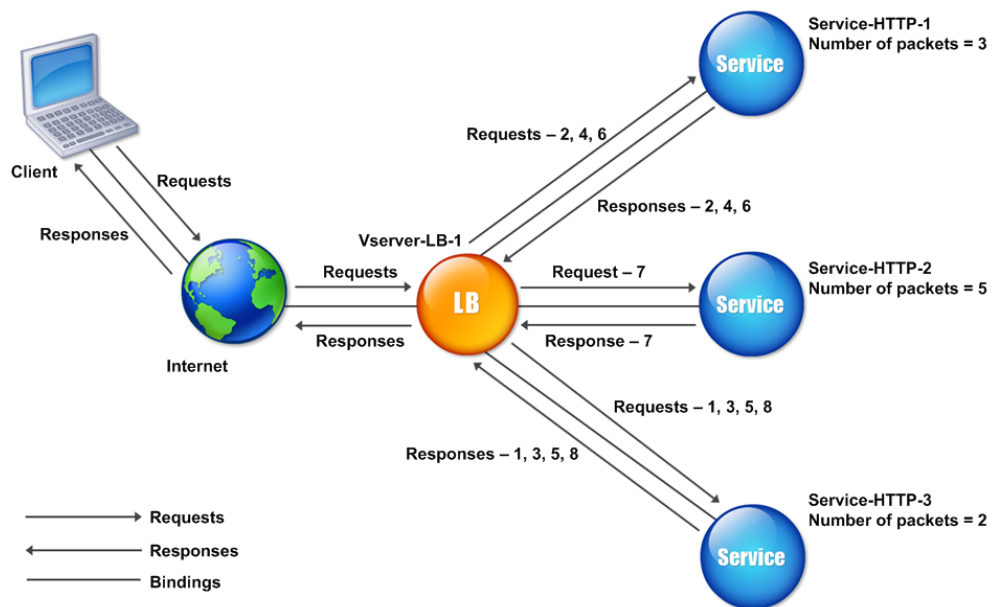 Service-HTTP-1
Number of packets = 3
Service
Requests – 2, 4, 6
Client
Requests
Responses – 2, 4, 6
Responses
Vserver-LB-1
Service-HTTP-2
Number of packets = 5
Requests
Request – 7
LB
Service
Responses
Response – 7
Internet
Requests – 1, 3, 5, 8
Responses – 1, 3, 5, 8
Service-HTTP-3
Number of packets = 2
Service
Requests
Responses
Bindings